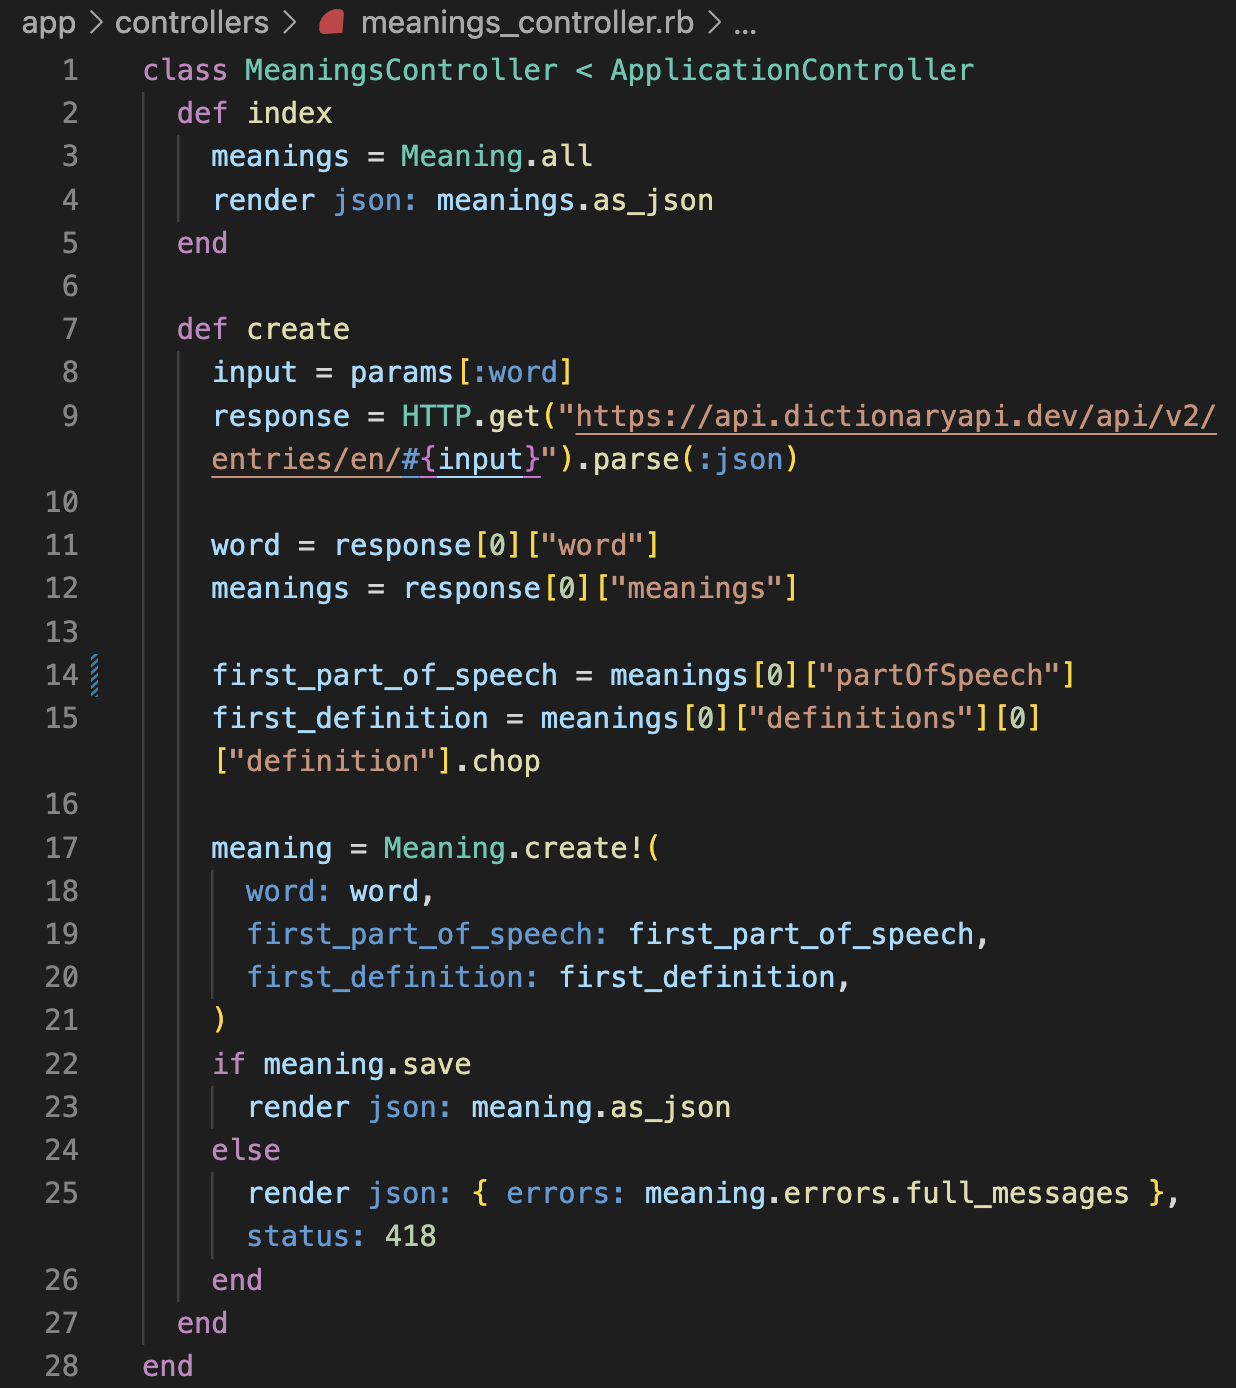 app > controllers > meanings_controller.rb > ...
1 class MeaningsController < ApplicationController
2   def index
3     meanings = Meaning.all
4     render json: meanings.as_json
5   end
6
7   def create
8     input = params[:word]
9     response = HTTP.get("https://api.dictionaryapi.dev/api/v2/
    entries/en/#{input}").parse(:json)
10
11     word = response[0]["word"]
12     meanings = response[0]["meanings"]
13
14     first_part_of_speech = meanings[0]["partOfSpeech"]
15     first_definition = meanings[0]["definitions"][0]
    ["definition"].chop
16
17     meaning = Meaning.create!(
18       word: word,
19       first_part_of_speech: first_part_of_speech,
20       first_definition: first_definition,
21     )
22     if meaning.save
23       render json: meaning.as_json
24     else
25       render json: { errors: meaning.errors.full_messages },
      status: 418
26     end
27   end
28 end